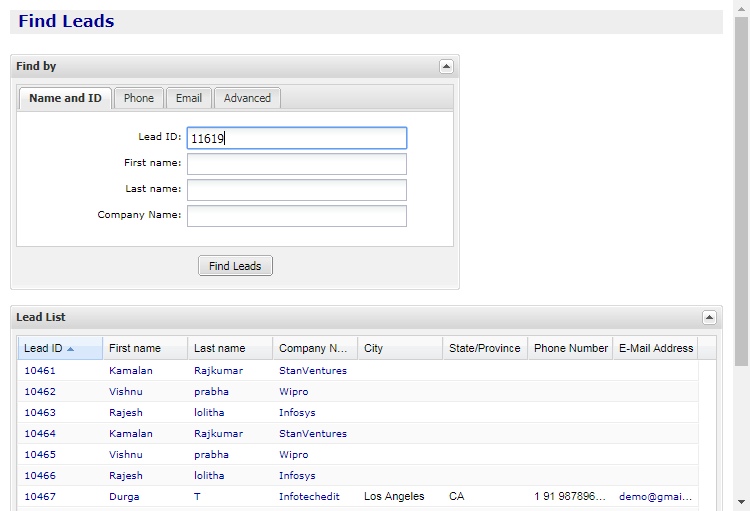 Find Leads
Find by
Name and ID Phone Email Advanced
Lead ID: 11619
First name:
Last name:
Company Name:
Find Leads
Lead List
Lead ID First name Last name Company N... City State/Province Phone Number E-Mail Address
10461 Kamalan Rajkumar StanVentures
10462 Vishnu prabha Wipro
10463 Rajesh lolitha Infosys
10464 Kamalan Rajkumar StanVentures
10465 Vishnu prabha Wipro
10466 Rajesh lolitha Infosys
10467 Durga T Infotechedit Los Angeles CA 1 91 987896... demo@gmai...